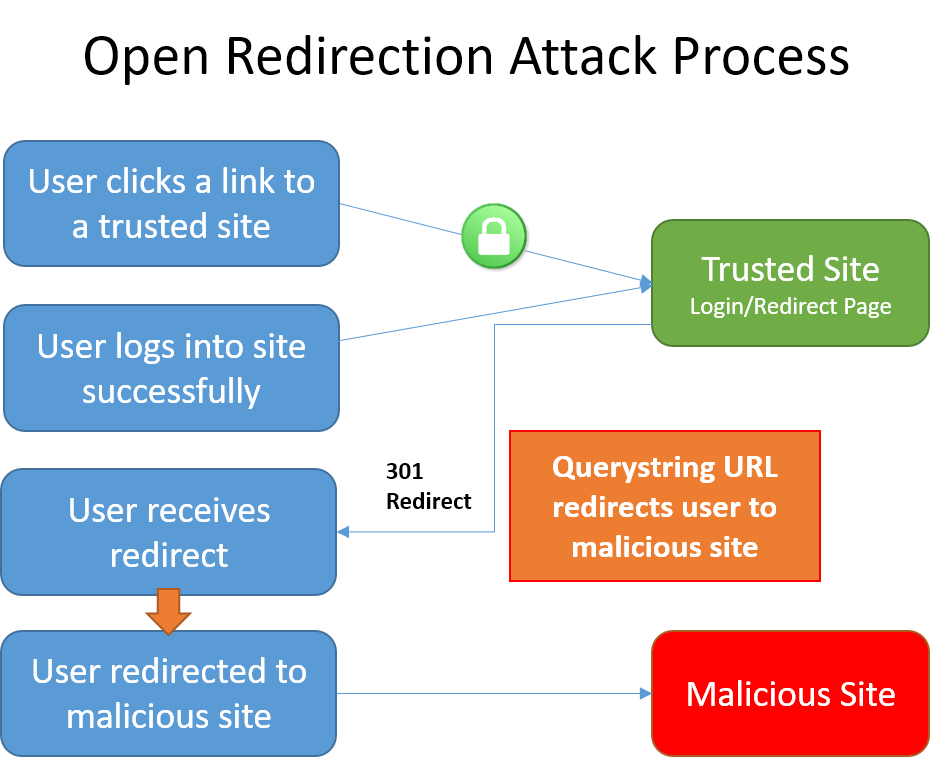 Open Redirection Attack Process
User clicks a link to
a trusted site
Trusted Site
Login/Redirect Page
User logs into site
successfully
301
Redirect
Querystring URL
redirects user to
malicious site
User receives
redirect
User redirected to
malicious site
Malicious Site